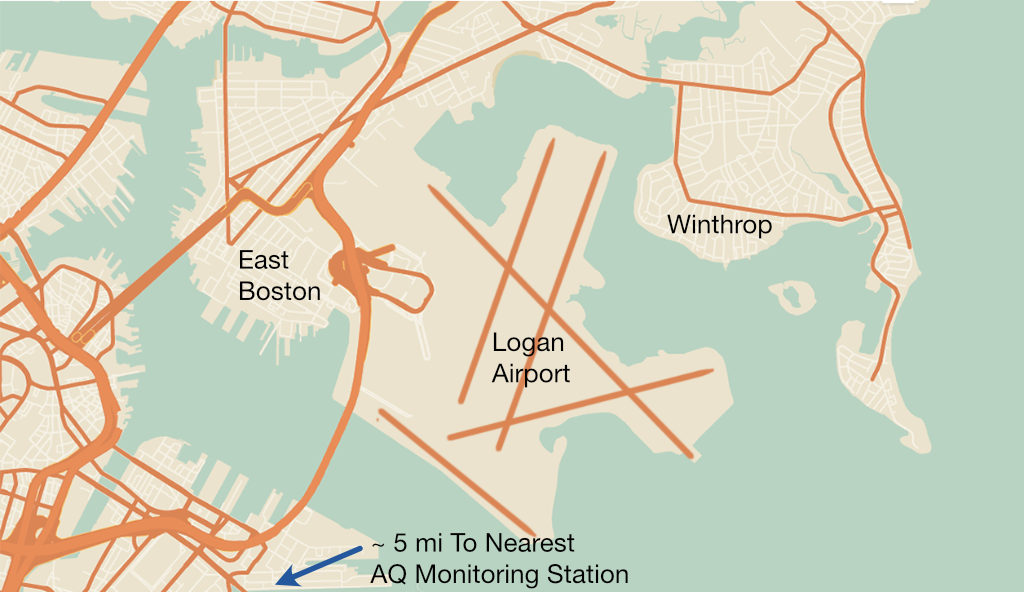 Winthrop
East
Boston
Logan
Airport
~ 5 mi To Nearest
AQ Monitoring Station